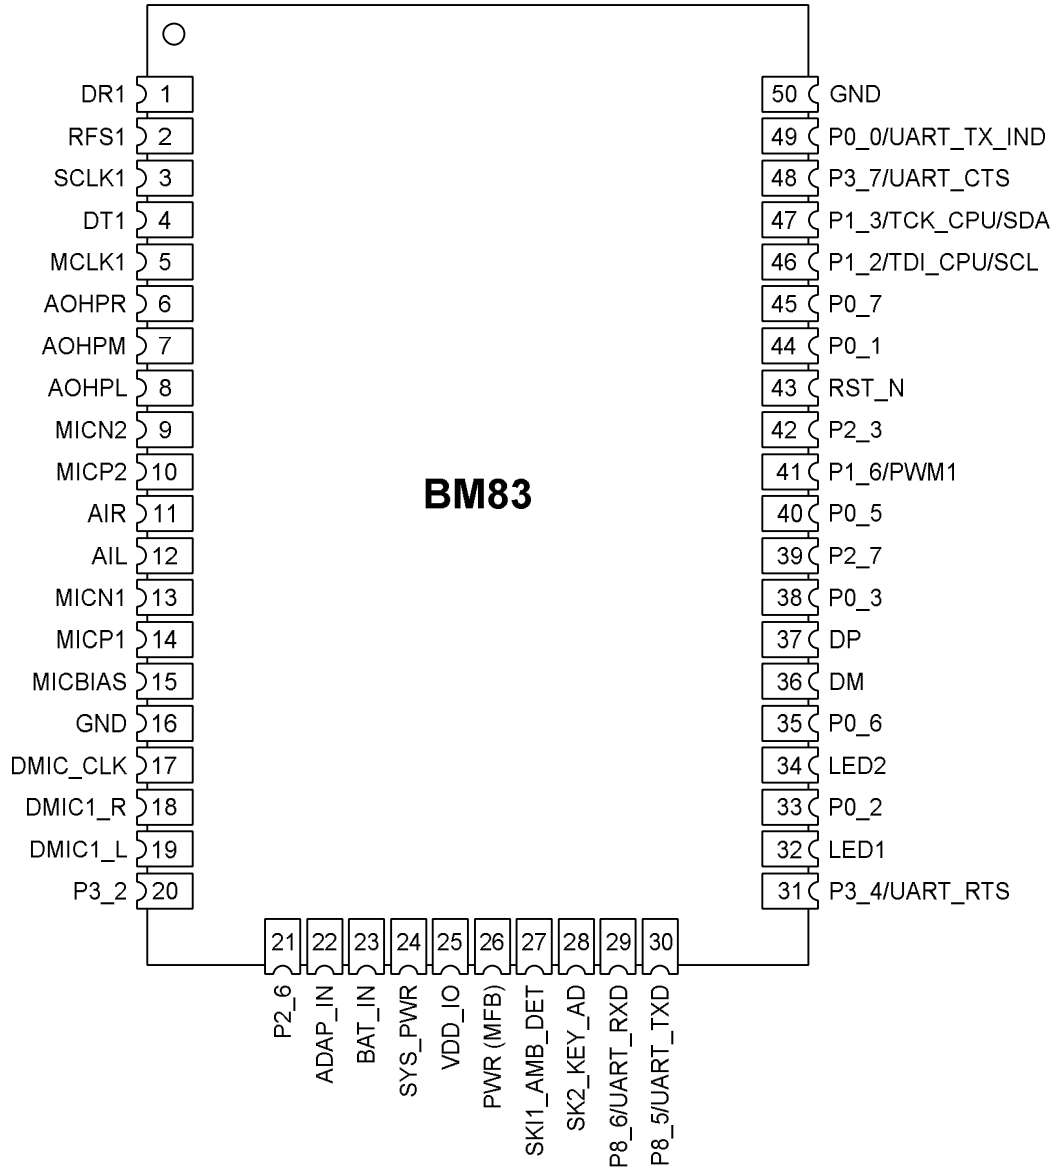 DR1 1
RFS1 2
SCLK1 3
DT1 4
MCLK1 5
AOHPR 6
AOHPM 7
AOHPL 8
MICN2 9
MICP2 10
AIR 11
AIL 12
MICN1 13
MICP1 14
MICBIAS 15
GND 16
DMIC_CLK 17
DMIC1_R 18
DMIC1_L 19
P3_2 20
BM83
50 GND
49 P0_0/UART_TX_IND
48 P3_7/UART_CTS
47 P1_3/TCK_CPU/SDA
46 P1_2/TDI_CPU/SCL
45 P0_7
44 P0_1
43 RST_N
42 P2_3
41 P1_6/PWM1
40 P0_5
39 P2_7
38 P0_3
37 DP
36 DM
35 P0_6
34 LED2
33 P0_2
32 LED1
31 P3_4/UART_RTS
21 P2_6
22 ADAP_IN
23 BAT_IN
24 SYS_PWR
25 VDD_IO
26 PWR (MFB)
27 SKI1_AMB_DET
28 SK2_KEY_AD
29 P8_6/UART_RXD
30 P8_5/UART_TXD